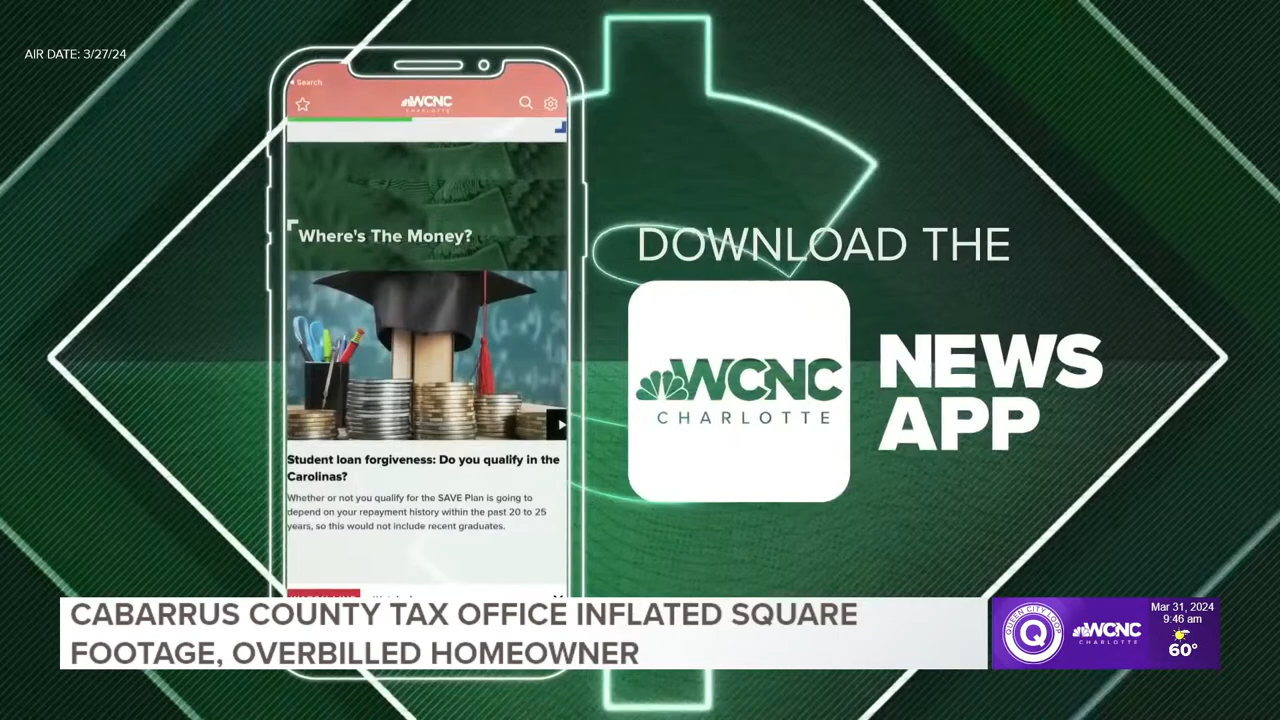 AIR DATE: 3/27/24
Search
WCNC
CHARLOTTE
Where's The Money?
Student loan forgiveness: Do you qualify in the
Carolinas?
Whether or not you qualify for the SAVE Plan is going to
depend on your repayment history within the past 20 to 25
years, so this would not include recent graduates.
DOWNLOAD THE
WCNC
CHARLOTTE
NEWS
APP
CABARRUS COUNTY TAX OFFICE INFLATED SQUARE
FOOTAGE, OVERBILLED HOMEOWNER
QUEEN CITY LOOP
Q
WCNC
CHARLOTTE
Mar 31, 2024
9:46 am
60°